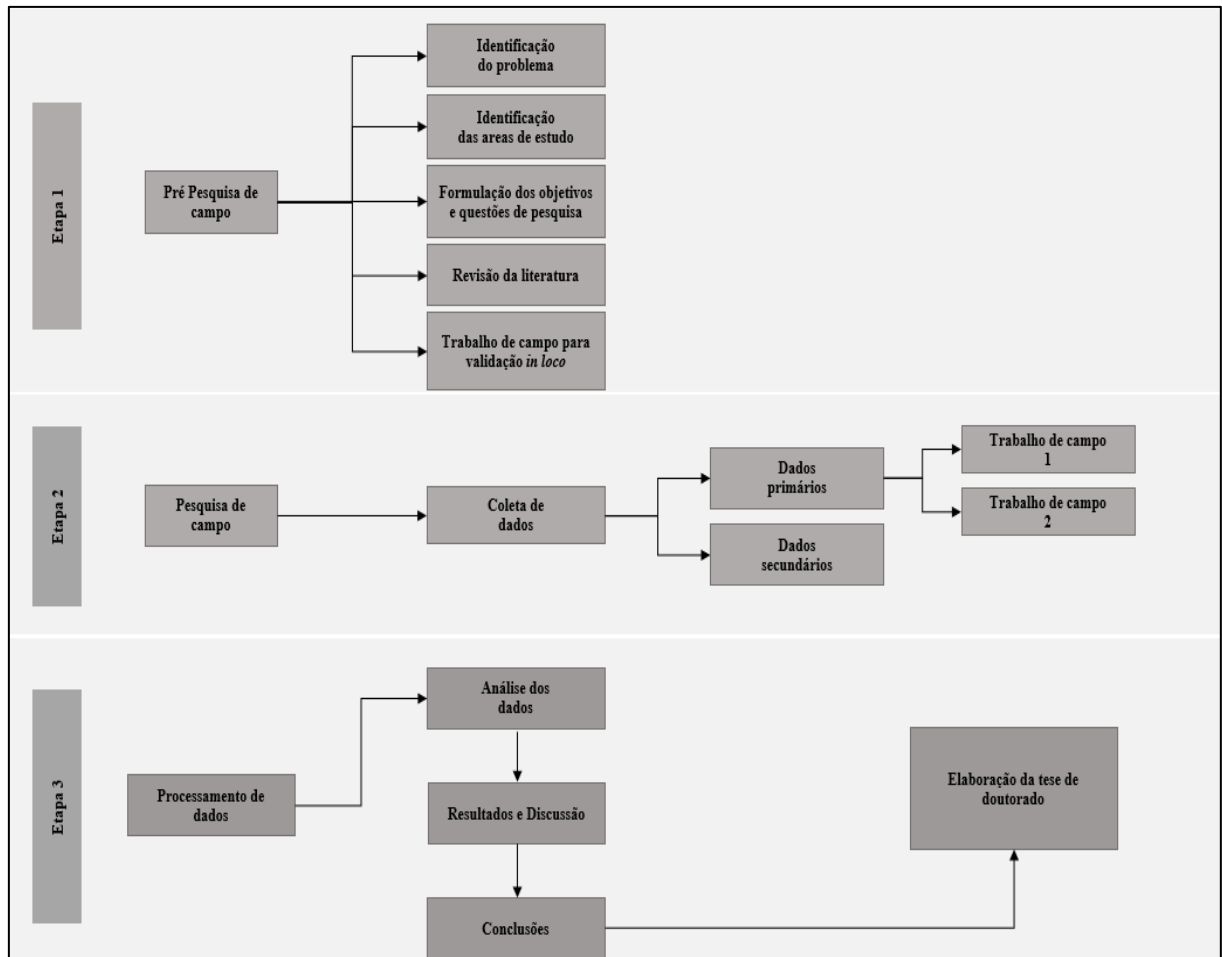 Etapa 1
Pré Pesquisa de
campo
Identificação
do problema
Identificação
das areas de estudo
Formulação dos objetivos
e questões de pesquisa
Revisão da literatura
Trabalho de campo para
validação in loco
Etapa 2
Pesquisa de
campo
Coleta de
dados
Dados
primários
Dados
secundários
Trabalho de campo
1
Trabalho de campo
2
Etapa 3
Processamento de
dados
Análise dos
dados
Resultados e Discussão
Conclusões
Elaboração da tese de
doutorado